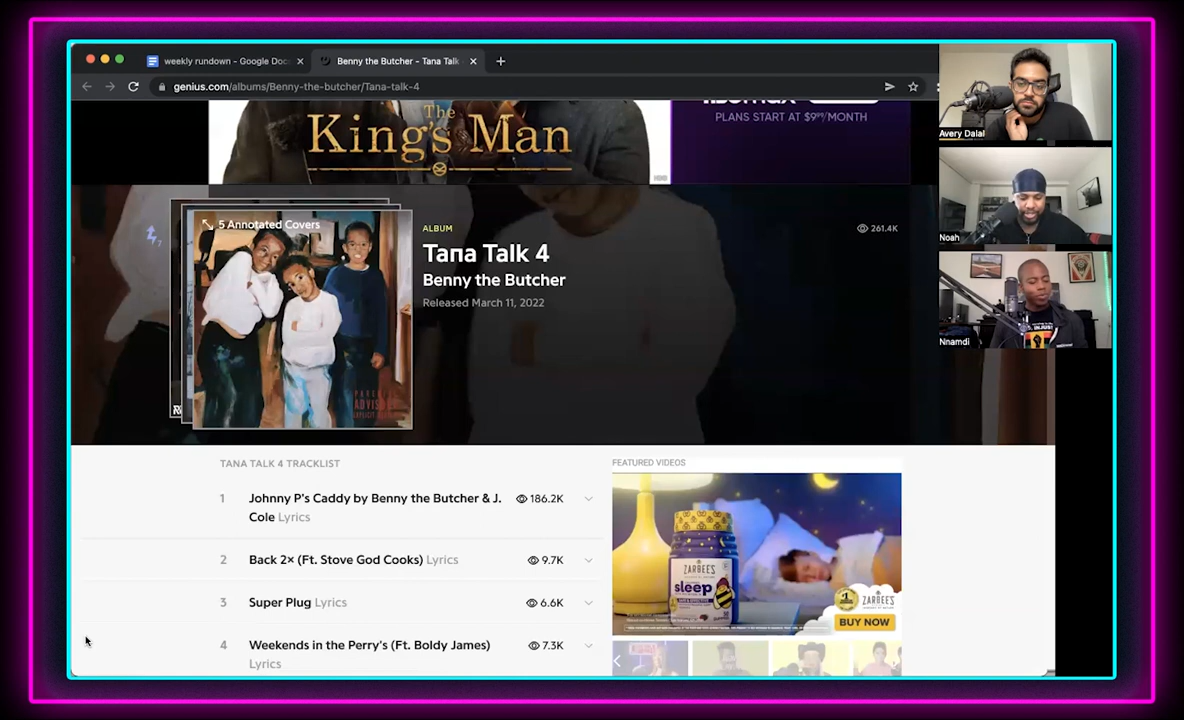 weekly rundown - Google Doc
Benny the Butcher - Tana Talk
genius.com/albums/Benny-the-butcher/Tana-talk-4
The
King's Man
PLANS START AT $9.99/MONTH
5 Annotated Covers
ALBUM
261.4K
Tana Talk 4
Benny the Butcher
Released March 11, 2022
Avery Dalal
Noah
Nnamdi
TANA TALK 4 TRACKLIST
FEATURED VIDEOS
1 Johnny P's Caddy by Benny the Butcher & J. 186.2K
Cole Lyrics
2 Back 2× (Ft. Stove God Cooks) Lyrics 9.7K
3 Super Plug Lyrics 6.6K
4 Weekends in the Perry's (Ft. Boldy James) 7.3K
Lyrics
ZARBEE'S
sleep
#1
ZARBEE'S
BUY NOW